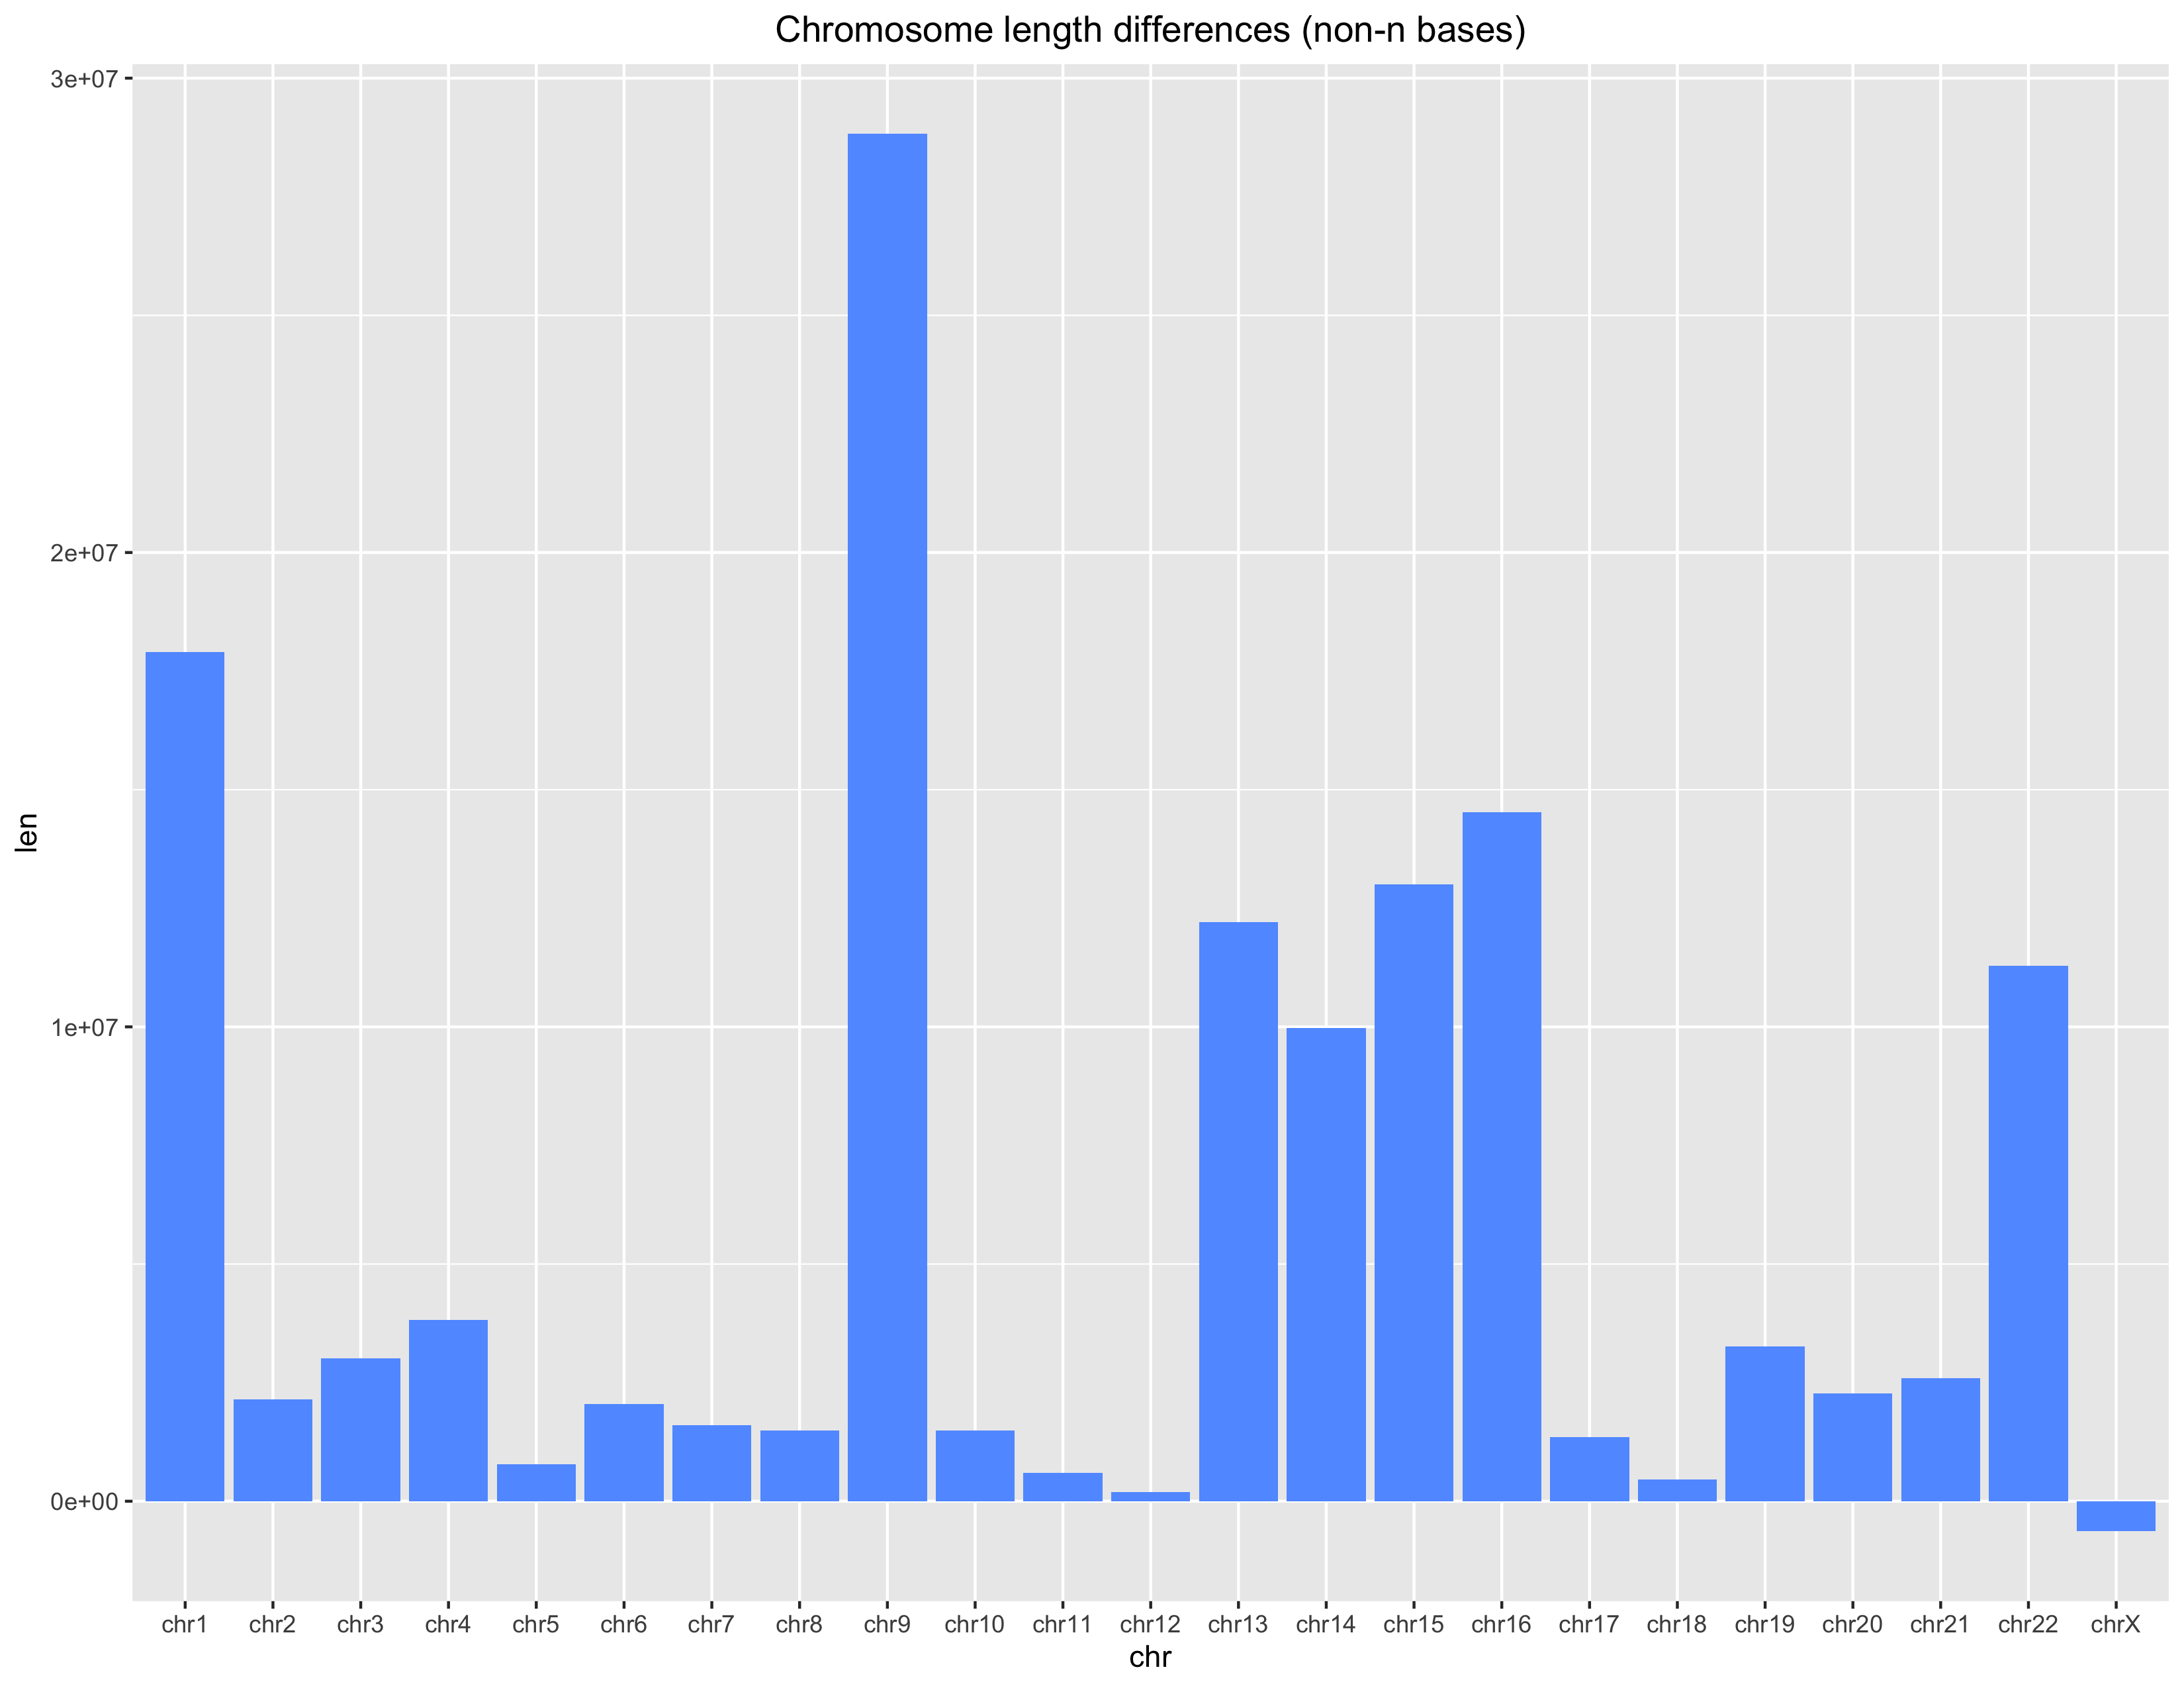 Chromosome length differences (non-n bases)
3e+07
2e+07
1e+07
0e+00
len
chr1 chr2 chr3 chr4 chr5 chr6 chr7 chr8 chr9 chr10 chr11 chr12 chr13 chr14 chr15 chr16 chr17 chr18 chr19 chr20 chr21 chr22 chrX
chr